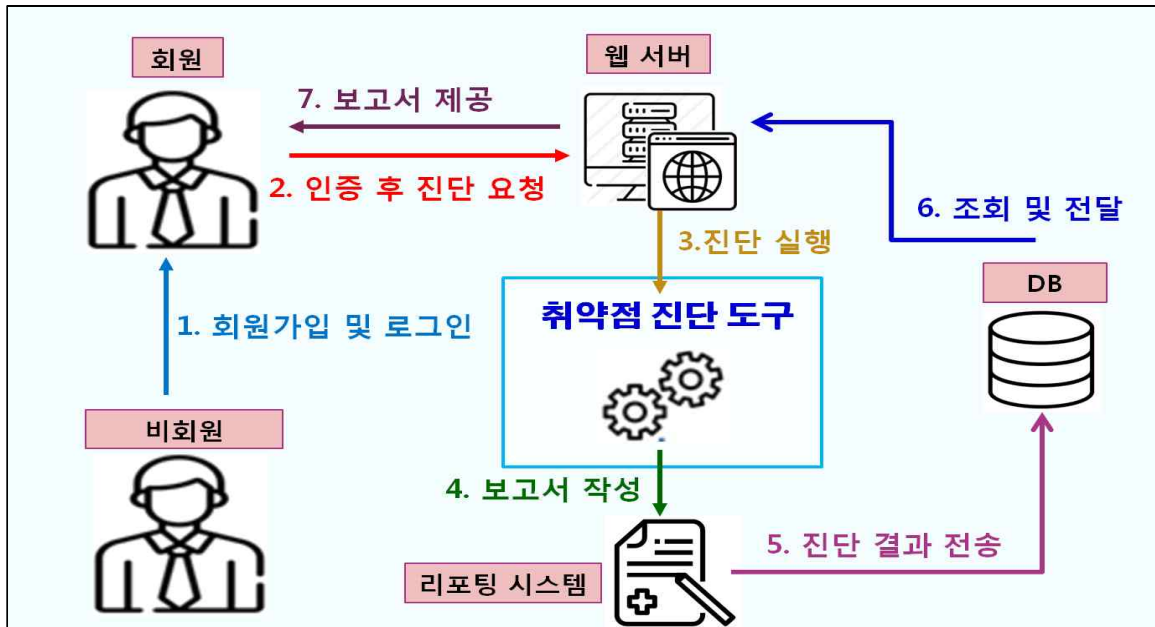 회원
웹 서버
7. 보고서 제공
2. 인증 후 진단 요청
6. 조회 및 전달
3.진단 실행
DB
취약점 진단 도구
1. 회원가입 및 로그인
비회원
4. 보고서 작성
5. 진단 결과 전송
리포팅 시스템